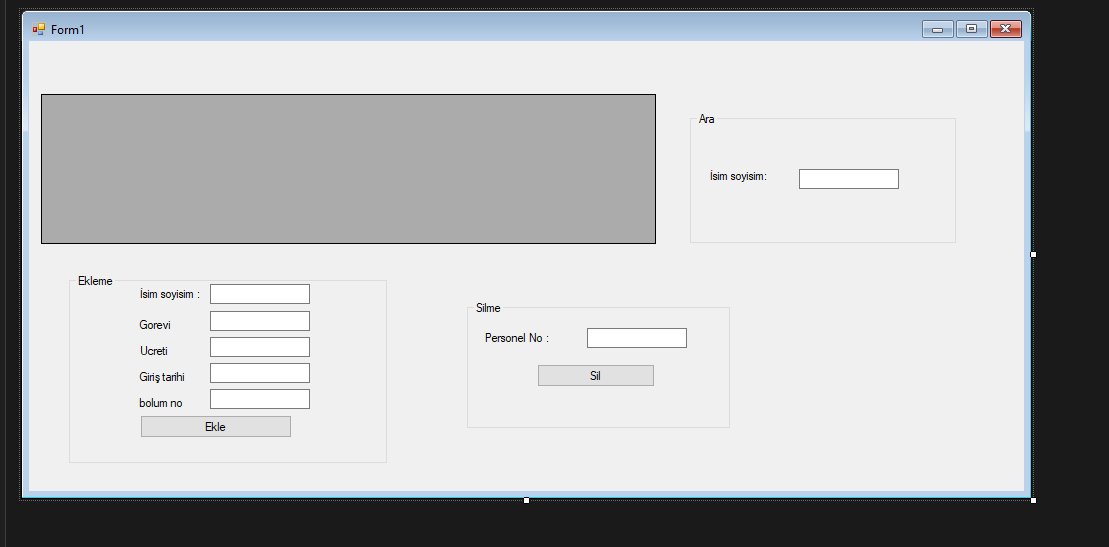 Form1
Ara
İsim soyisim:
Ekleme
İsim soyisim :
Gorevi
Ucreti
Giriş tarihi
bolum no
Ekle
Silme
Personel No :
Sil